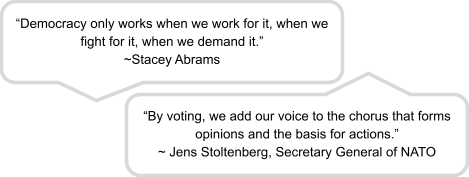 “Democracy only works when we work for it, when we
fight for it, when we demand it.”
~Stacey Abrams
“By voting, we add our voice to the chorus that forms
opinions and the basis for actions.”
~ Jens Stoltenberg, Secretary General of NATO